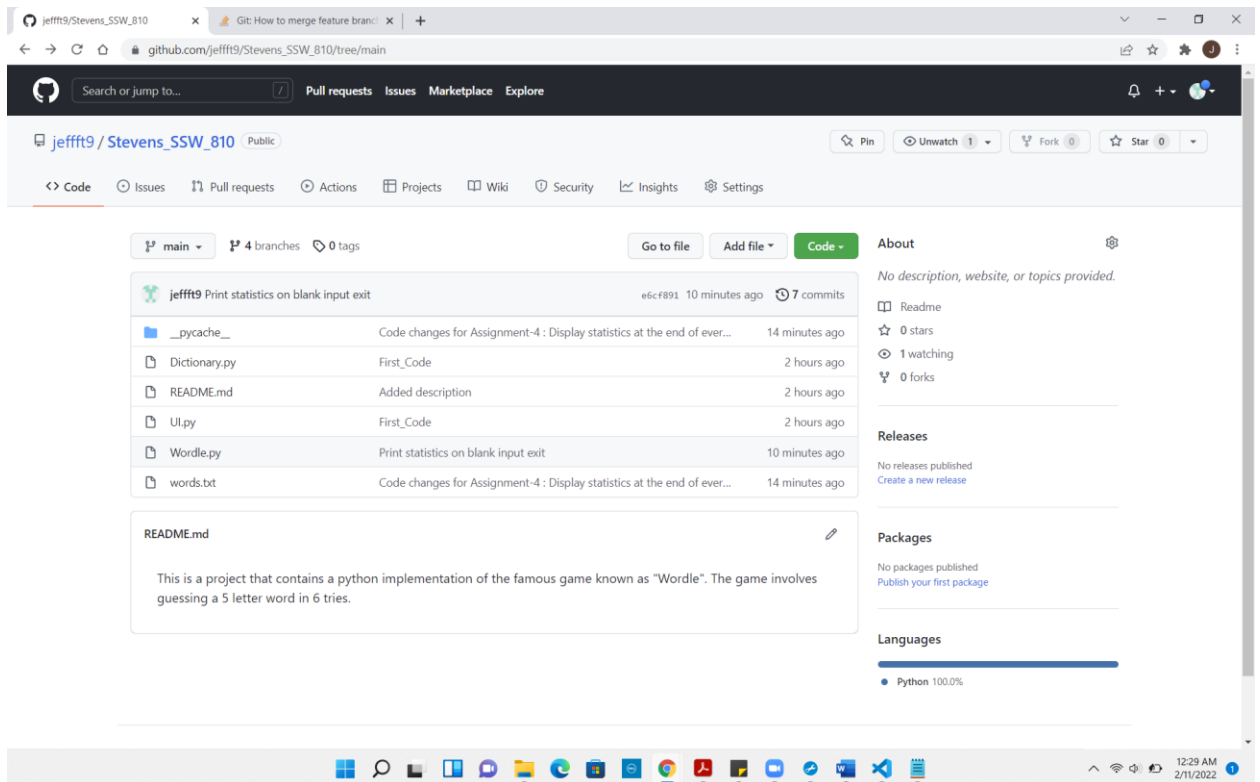 jeffft9/Stevens_SSW_810
Git: How to merge feature branc
github.com/jeffft9/Stevens_SSW_810/tree/main
J
Search or jump to... /
Pull requests Issues Marketplace Explore
jeffft9 / Stevens_SSW_810 Public
Pin
Unwatch 1
Fork 0
Star 0
<> Code Issues Pull requests Actions Projects Wiki Security Insights Settings
main 4 branches 0 tags Go to file Add file Code
jeffft9 Print statistics on blank input exit e6cf891 10 minutes ago 7 commits
__pycache__ Code changes for Assignment-4 : Display statistics at the end of ever... 14 minutes ago
Dictionary.py First_Code 2 hours ago
README.md Added description 2 hours ago
UI.py First_Code 2 hours ago
Wordle.py Print statistics on blank input exit 10 minutes ago
words.txt Code changes for Assignment-4 : Display statistics at the end of ever... 14 minutes ago
README.md
This is a project that contains a python implementation of the famous game known as "Wordle". The game involves
guessing a 5 letter word in 6 tries.
About
No description, website, or topics provided.
Readme
0 stars
1 watching
0 forks
Releases
No releases published
Create a new release
Packages
No packages published
Publish your first package
Languages
Python 100.0%
12:29 AM
2/11/2022
1